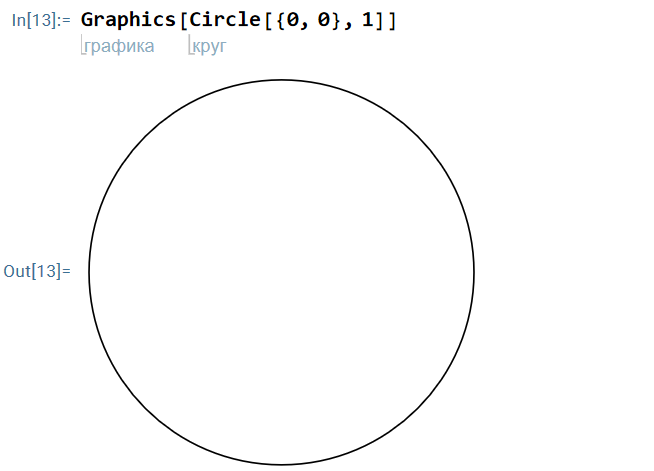 In[13]:= Graphics[Circle[{0, 0}, 1]]
графика круг
Out[13]=